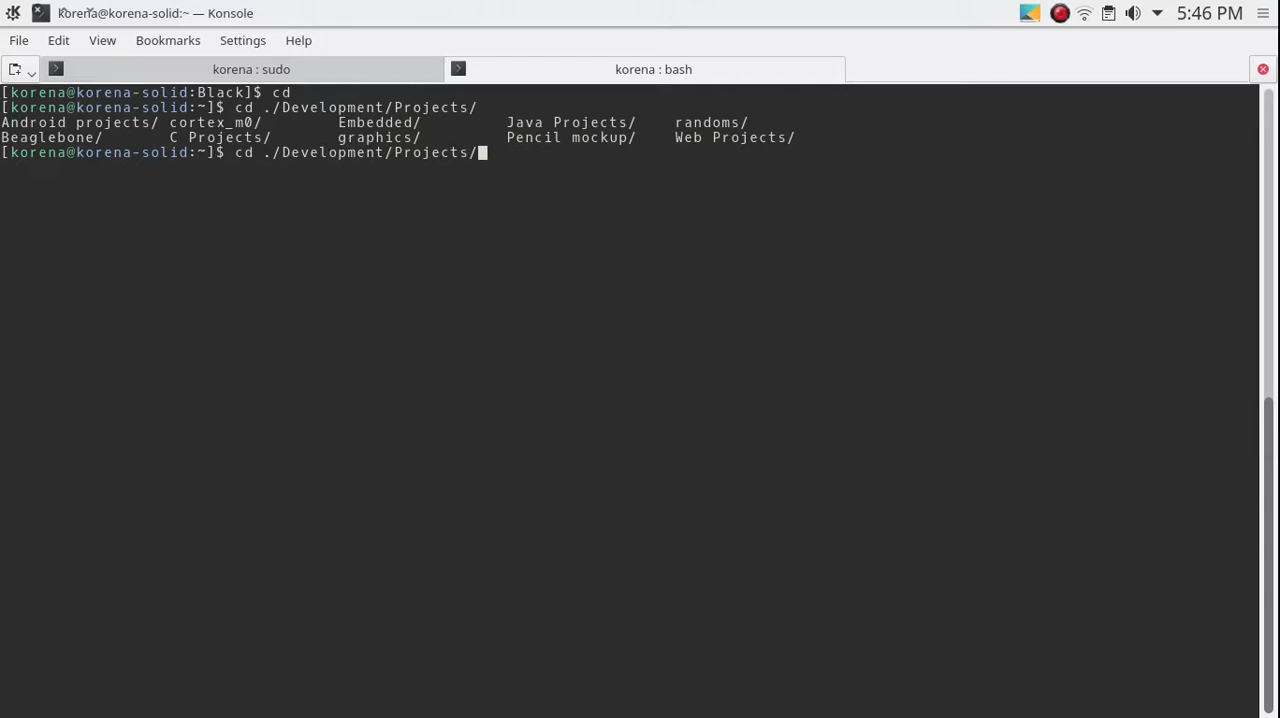 korena@korena-solid:~ — Konsole
5:46 PM
File Edit View Bookmarks Settings Help
korena : sudo
korena : bash
[korena@korena-solid:Black]$ cd
[korena@korena-solid:~]$ cd ./Development/Projects/
Android projects/ cortex_m0/ Embedded/ Java Projects/ randoms/
Beaglebone/ C Projects/ graphics/ Pencil mockup/ Web Projects/
[korena@korena-solid:~]$ cd ./Development/Projects/